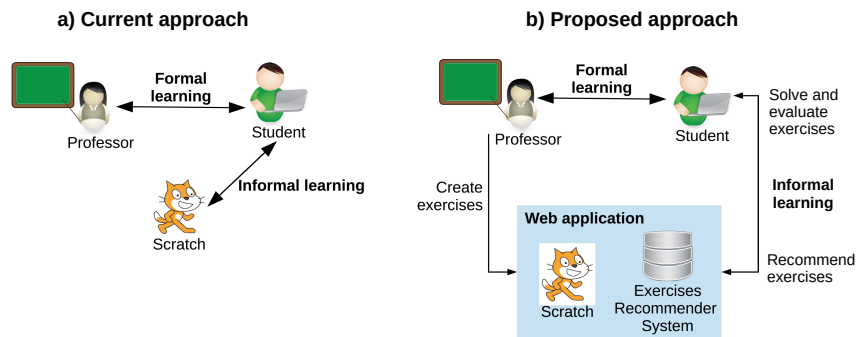 a) Current approach
Formal
learning
Professor
Student
Informal learning
Scratch
b) Proposed approach
Formal
learning
Professor
Student
Solve and
evaluate
exercises
Create
exercises
Informal
learning
Web application
Recommend
exercises
Scratch
Exercises
Recommender
System